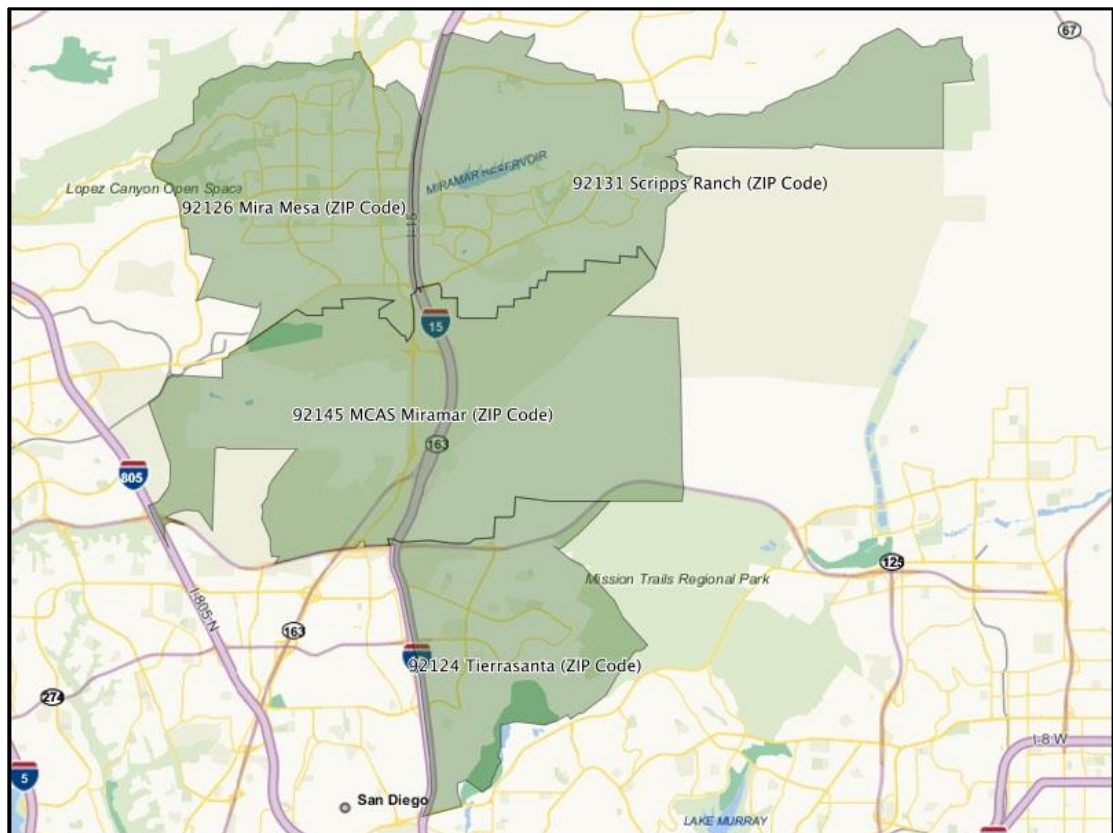 67
MIRAMAR RESERVOIR
Lopez Canyon Open Space
92131 Scripps Ranch (ZIP Code)
92126 Mira Mesa (ZIP Code)
I-15
15
92145 MCAS Miramar (ZIP Code)
163
805
125
Mission Trails Regional Park
I-805 N
163
92124 Tierrasanta (ZIP Code)
274
I-8 W
5
San Diego
LAKE MURRAY